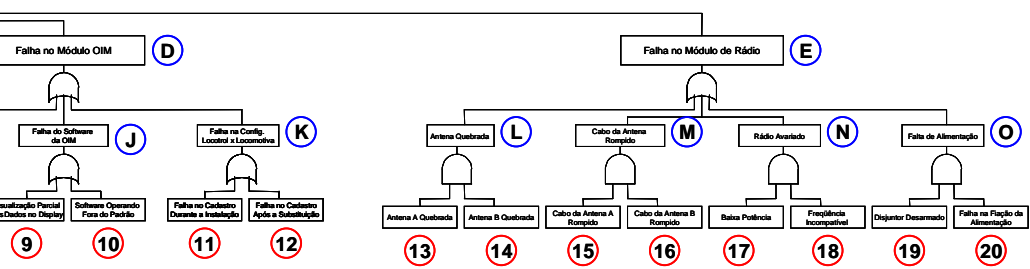 Falha no Módulo OIM
D
Falha no Módulo de Rádio
E
Falha do Software
da OIM
J
Falha na Config.
Locotrol x Locomotiva
K
Antena Quebrada
L
Cabo da Antena
Rompido
M
Rádio Avariado
N
Falta de Alimentação
O
sualização Parcial
sDados no Display
Software Operando
Fora do Padrão
Falha no Cadastro
Durante a Instalação
Falha no Cadastro
Após a Substituição
Antena A Quebrada
Antena B Quebrada
Cabo da Antena A
Rompido
Cabo da Antena B
Rompido
Baixa Potência
Freqüência
Incompatível
Disjuntor Desarmado
Falha na Fiação da
Alimentação
9
10
11
12
13
14
15
16
17
18
19
20